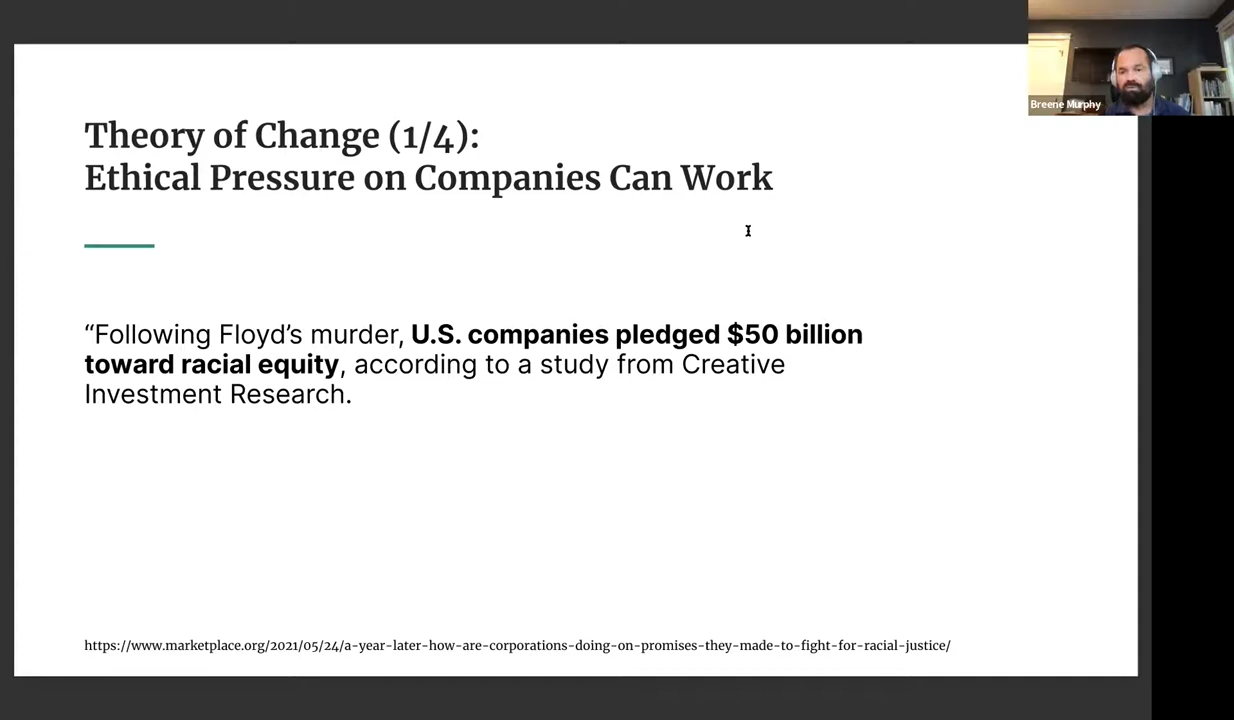 Breene Murphy
Theory of Change (1/4):
Ethical Pressure on Companies Can Work
“Following Floyd’s murder, U.S. companies pledged $50 billion
toward racial equity, according to a study from Creative
Investment Research.
https://www.marketplace.org/2021/05/24/a-year-later-how-are-corporations-doing-on-promises-they-made-to-fight-for-racial-justice/